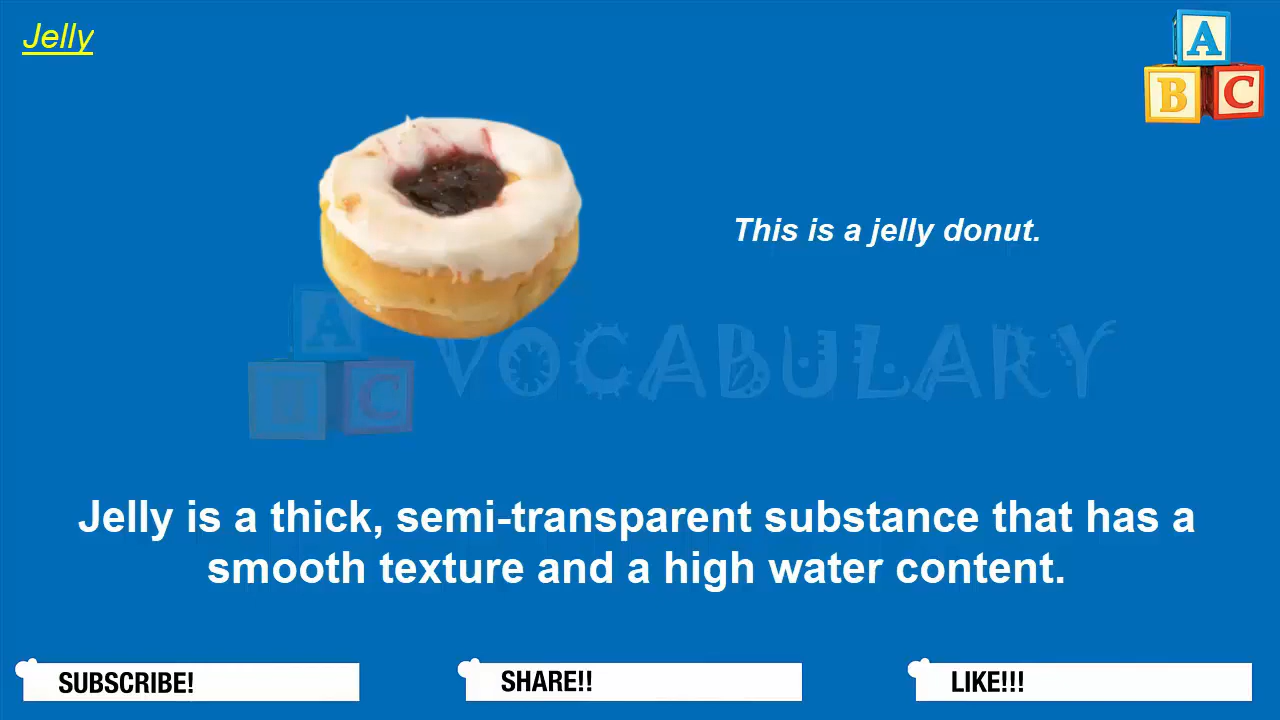 Jelly
A
B C
This is a jelly donut.
A
B C
VOCABULARY
Jelly is a thick, semi-transparent substance that has a
smooth texture and a high water content.
SUBSCRIBE!
SHARE!!
LIKE!!!